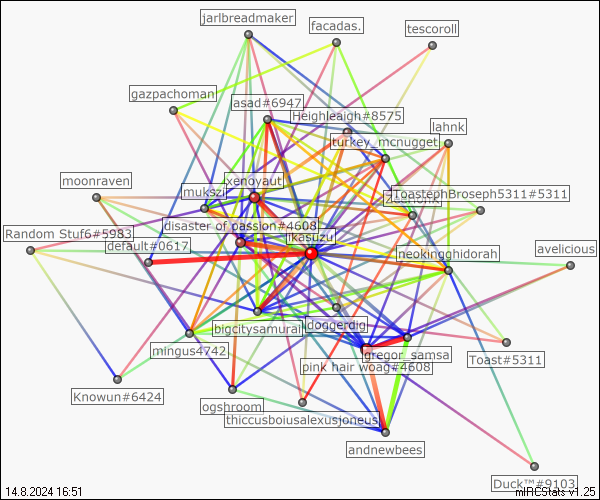 jarlbreadmaker
facadas.
tescoroll
gazpachoman
asad#6947
Heighleaigh#8575
lahnk
turkey_mcnugget
moonraven
xenoyaut
mukszi
ToasteinBroseph5311#5311
disaster of passion#4608
Random Stuf6#5983
ikasuzu
default#0617
neokingghidorah
avelicious
bigcitysamurai
doggerdig
mingus4742
gregor_samsa
Toast#5311
pink hair woag#4608
Knowun#6424
ogshroom
thiccusboiusalexusjoneus
andnewbees
Duck™#9103
14.8.2024 16:51
mIRCStats v1.25